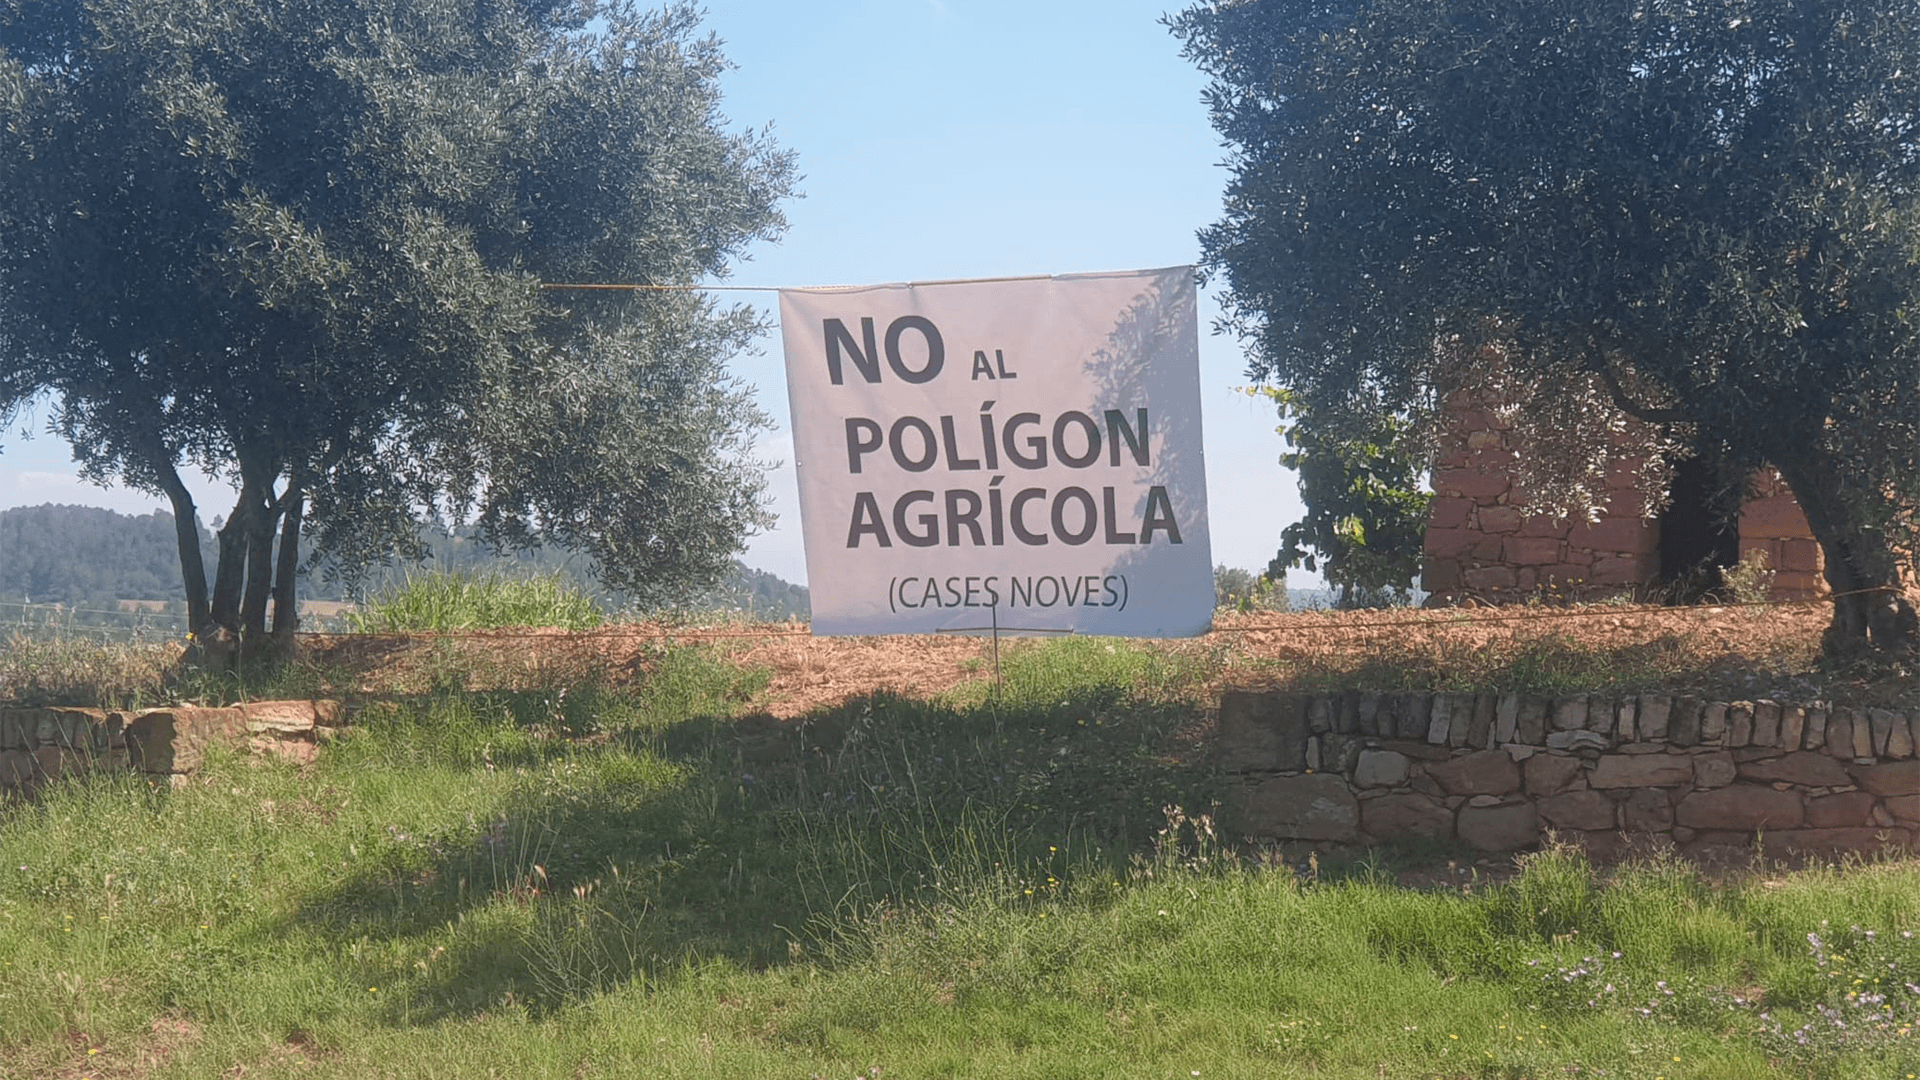 NO AL
POLÍGON
AGRÍCOLA
(CASES NOVES)